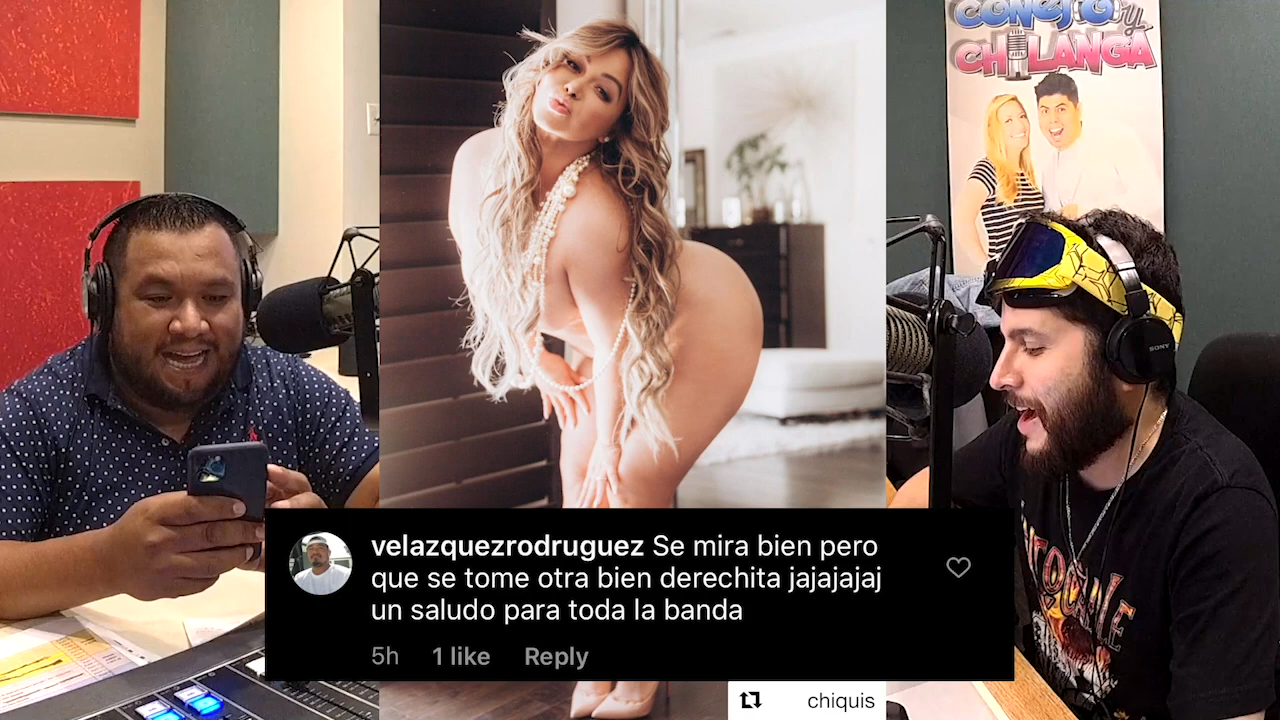 CONEJO y
CHILANGA
SONY
velazquezrodruguez Se mira bien pero
que se tome otra bien derechita jajajajaj
un saludo para toda la banda
5h 1 like Reply
chiquis